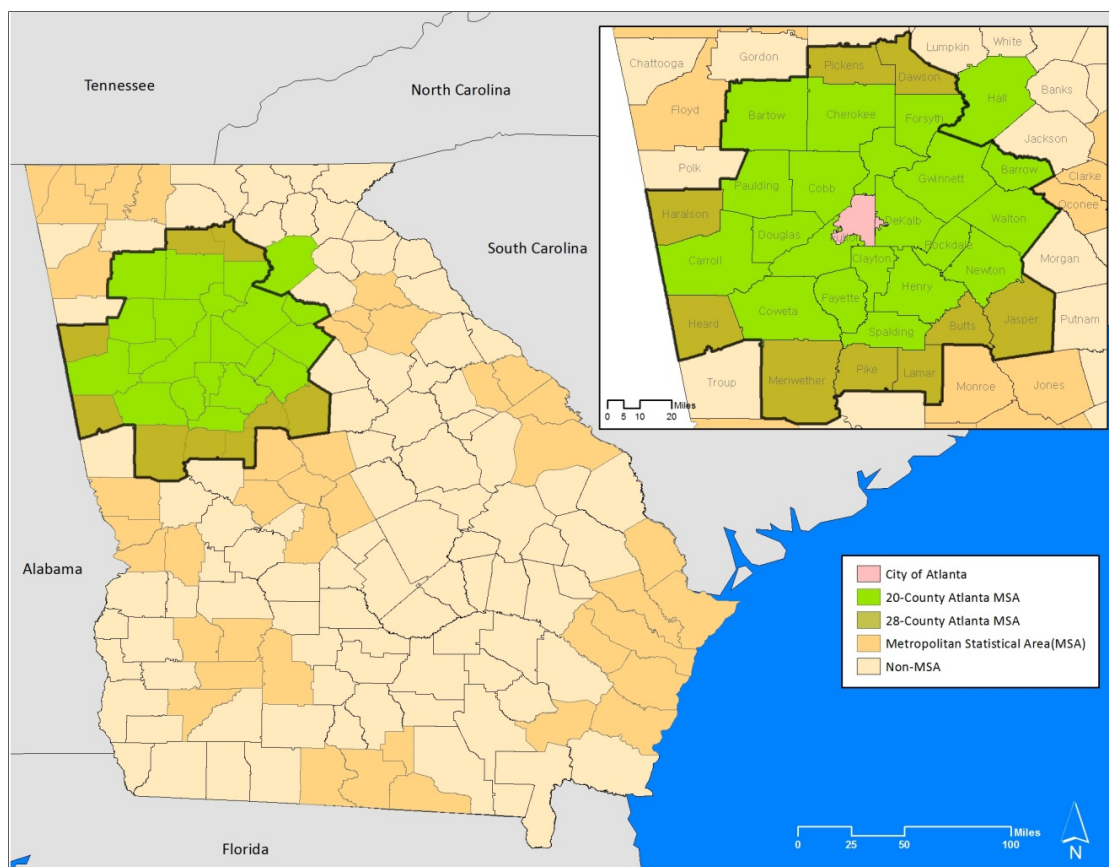 Tennessee
North Carolina
South Carolina
Alabama
Florida
Lumpkin
White
Chattooga
Gordon
Pickens
Dawson
Hall
Banks
Floyd
Bartow
Cherokee
Forsyth
Jackson
Polk
Paulding
Cobb
Gwinnett
Barrow
Clarke
Oconee
Haralson
Douglas
DeKalb
Walton
Carroll
Clayton
Rockdale
Newton
Morgan
Heard
Coweta
Fayette
Henry
Spalding
Butts
Jasper
Putnam
Troup
Meriwether
Pike
Lamar
Monroe
Jones
Miles
0 5 10 20
City of Atlanta
20-County Atlanta MSA
28-County Atlanta MSA
Metropolitan Statistical Area(MSA)
Non-MSA
Miles
0 25 50 100
N